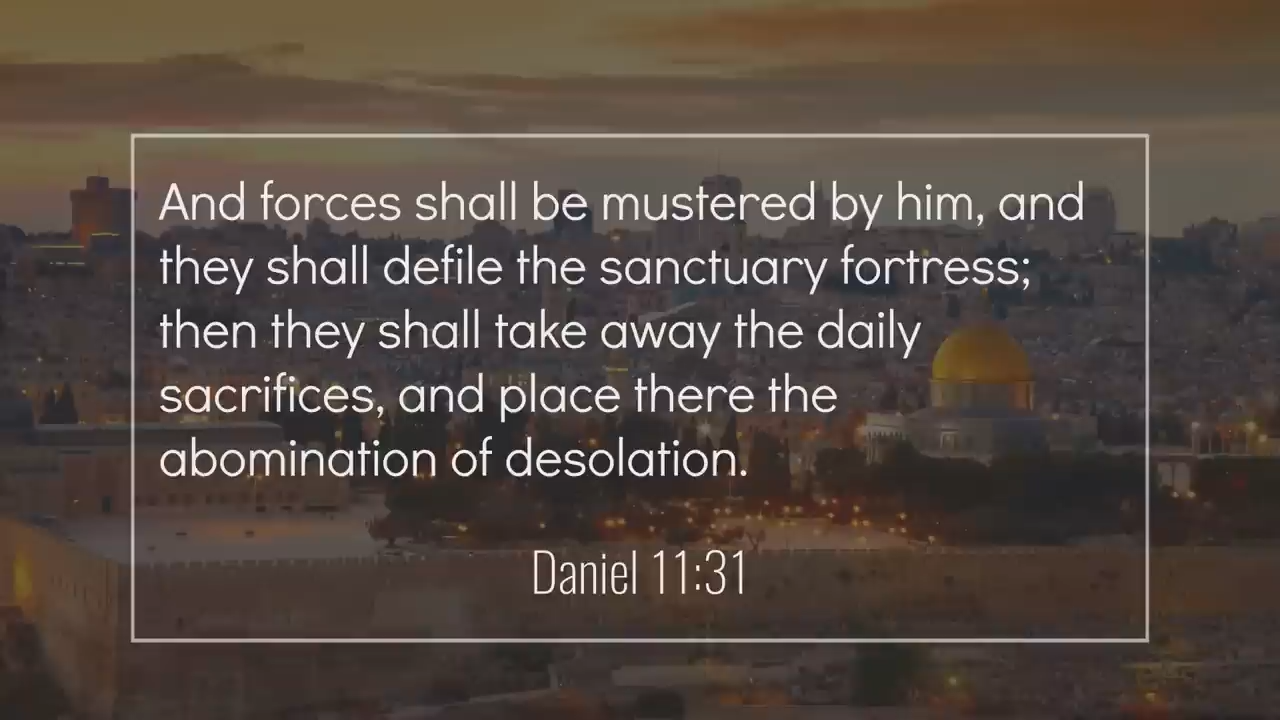 And forces shall be mustered by him, and
they shall defile the sanctuary fortress;
then they shall take away the daily
sacrifices, and place there the
abomination of desolation.
Daniel 11:31